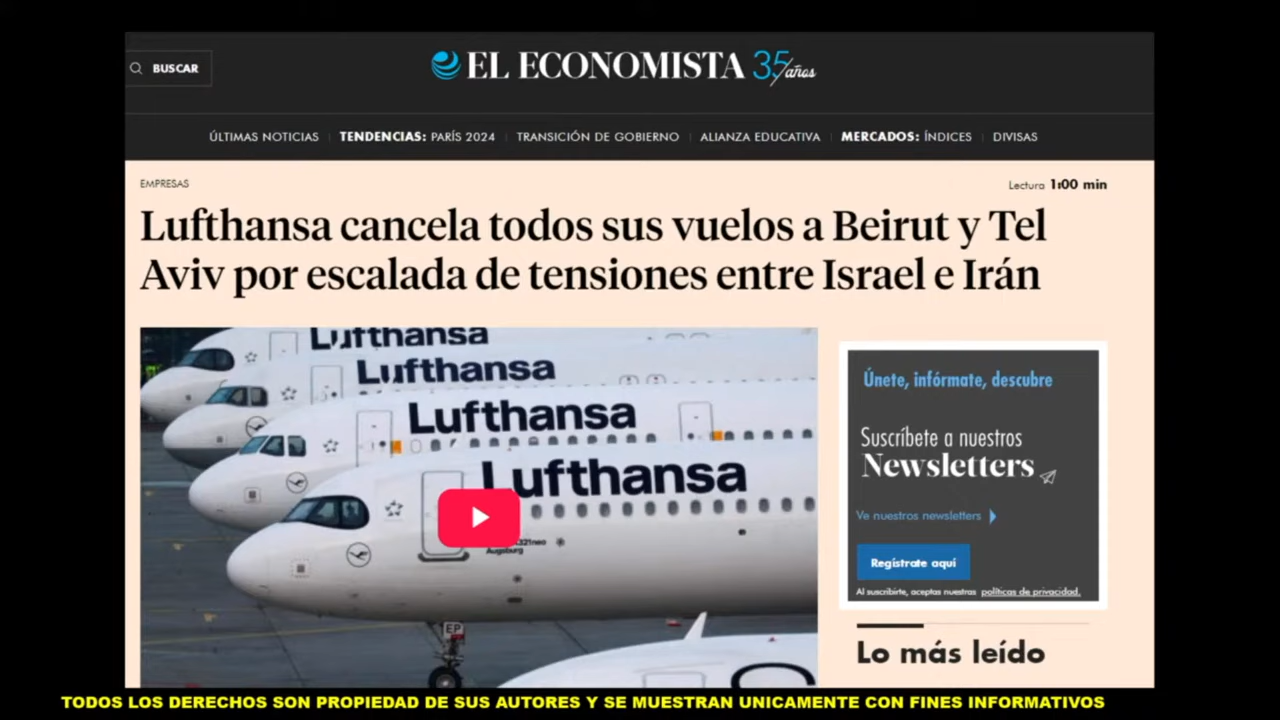 BUSCAR
EL ECONOMISTA 35 años
ÚLTIMAS NOTICIAS
TENDENCIAS: PARÍS 2024
TRANSICIÓN DE GOBIERNO
ALIANZA EDUCATIVA
MERCADOS: ÍNDICES
DIVISAS
EMPRESAS
Lectura 1:00 min
Lufthansa cancela todos sus vuelos a Beirut y Tel
Aviv por escalada de tensiones entre Israel e Irán
Lufthansa
Lufthansa
Lufthansa
Lufthansa
321neo
Augsburg
EP
Únete, infórmate, descubre
Suscríbete a nuestros
Newsletters
Ve nuestros newsletters
Regístrate aquí
Al suscribirte, aceptas nuestras políticas de privacidad.
Lo más leído
TODOS LOS DERECHOS SON PROPIEDAD DE SUS AUTORES Y SE MUESTRAN UNICAMENTE CON FINES INFORMATIVOS